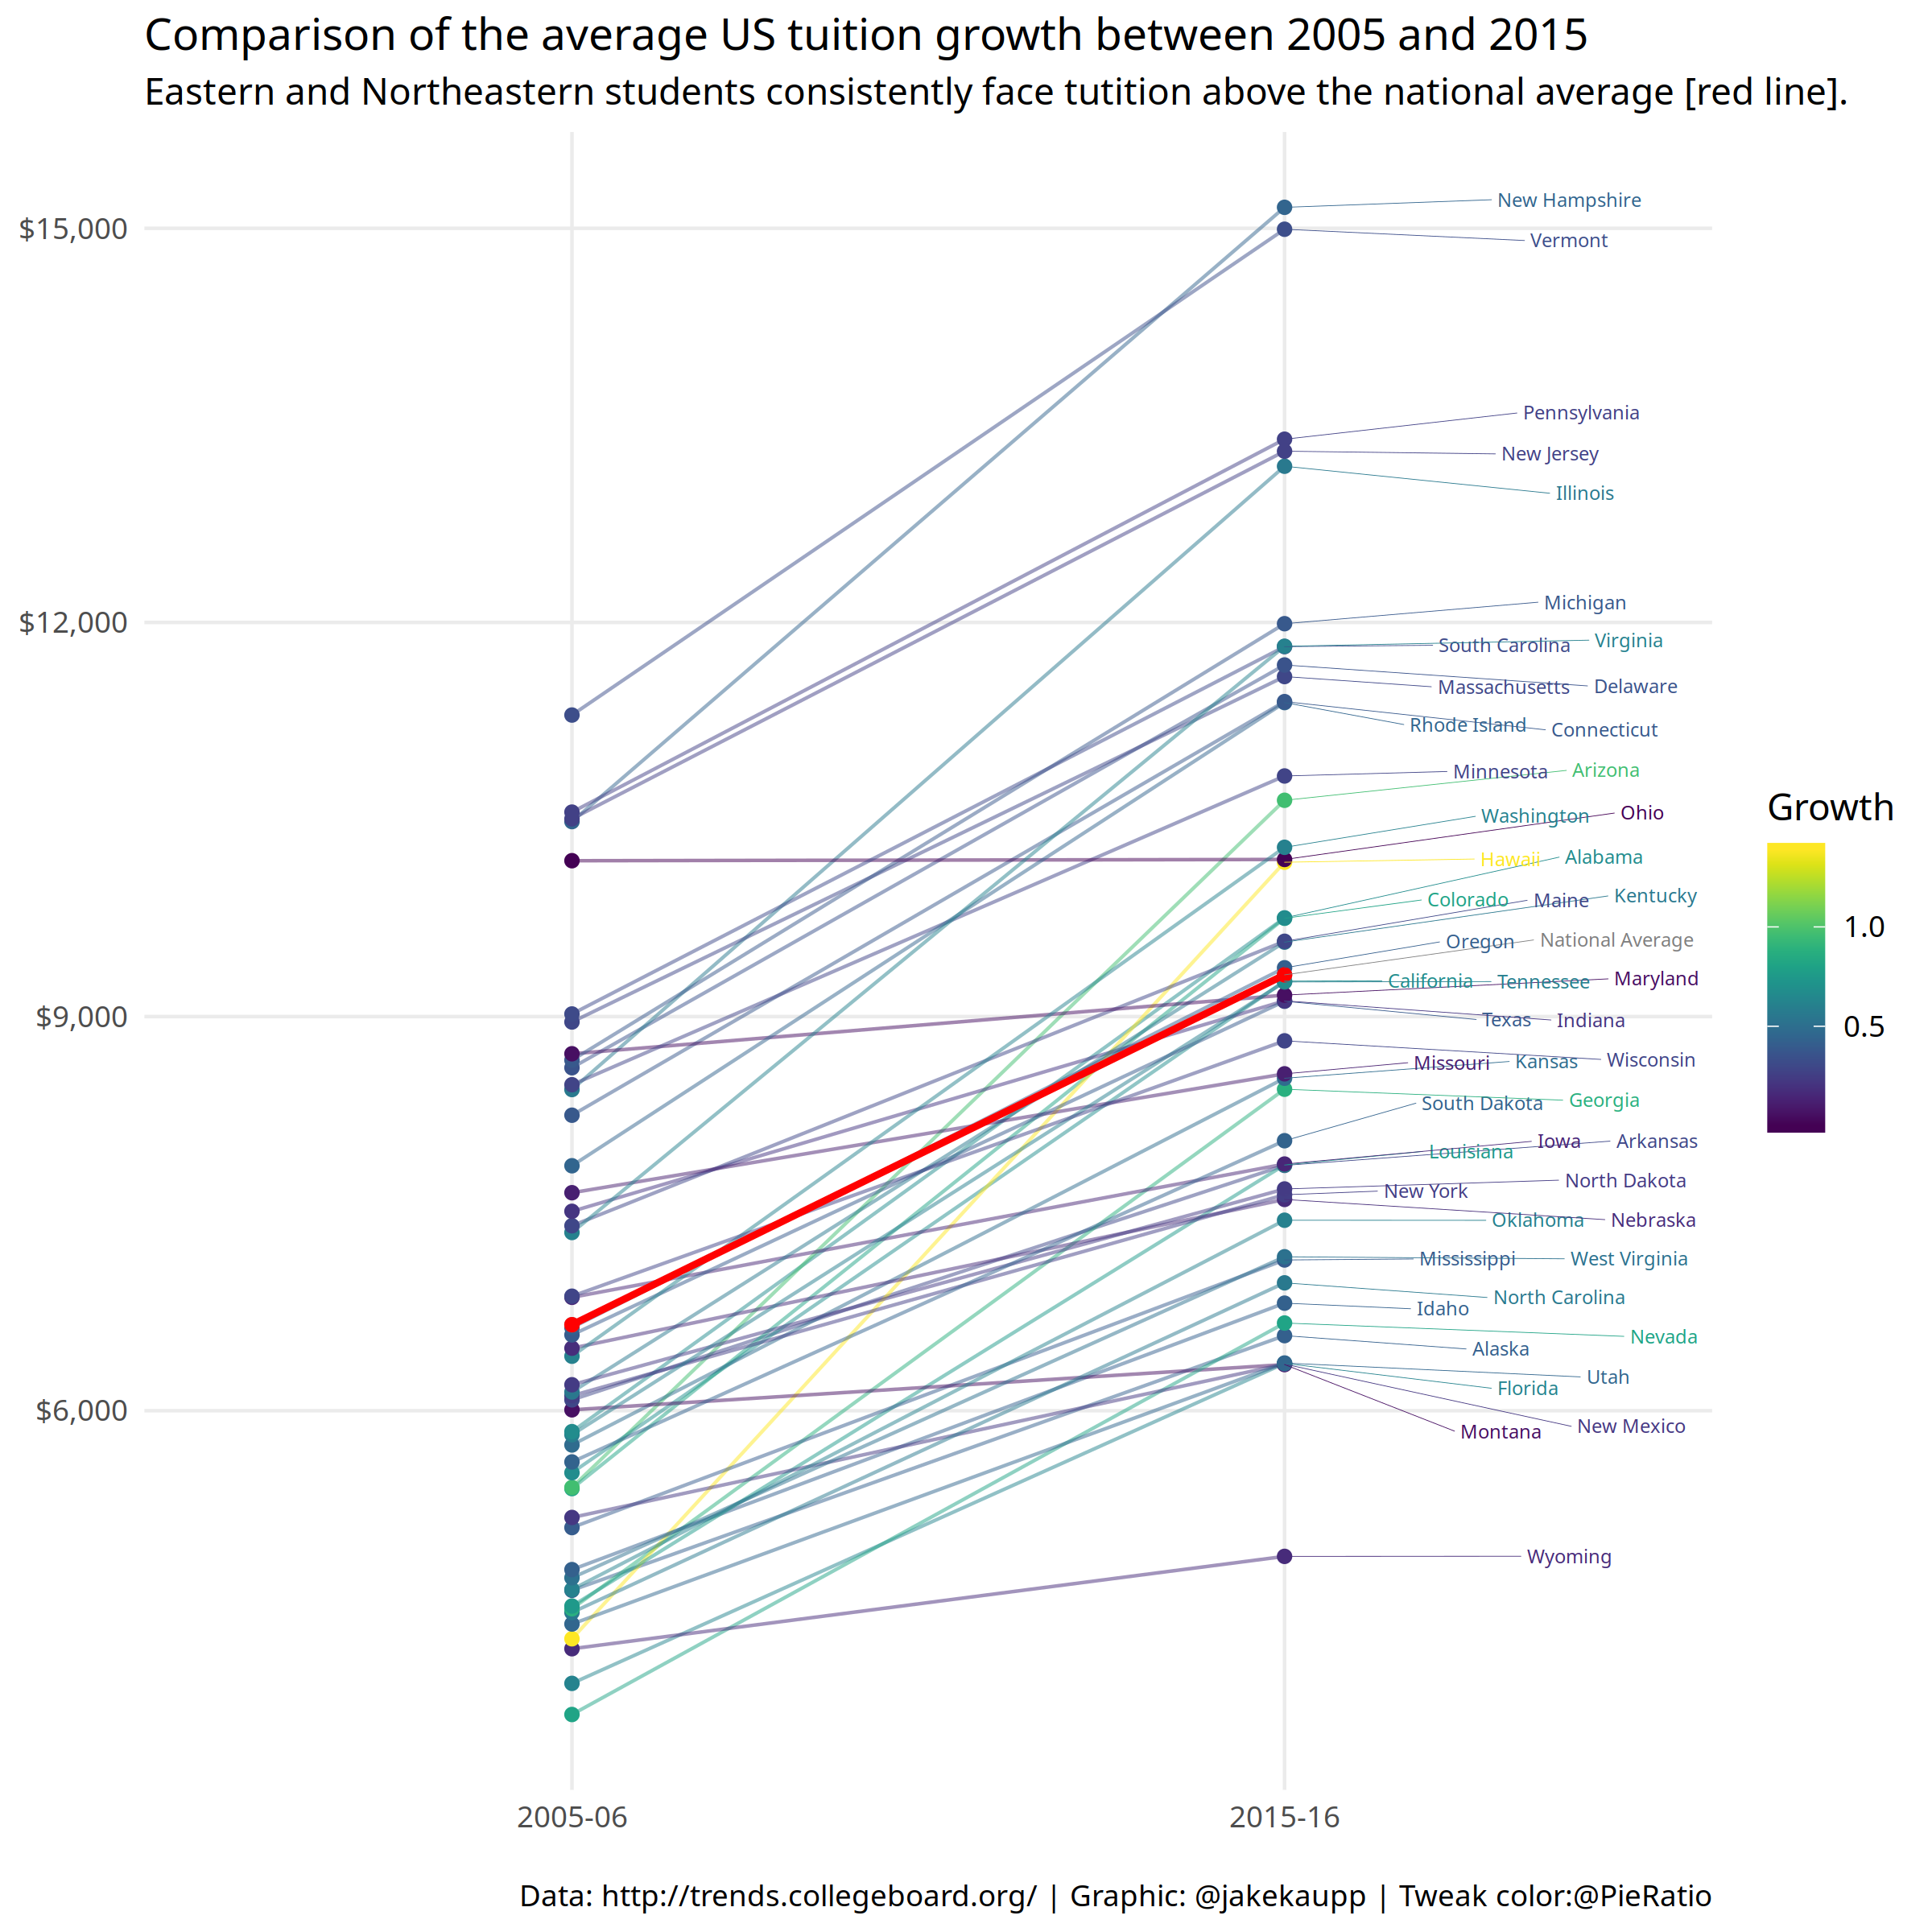 Comparison of the average US tuition growth between 2005 and 2015
Eastern and Northeastern students consistently face tutition above the national average [red line].
$15,000
$12,000
$9,000
$6,000
New Hampshire
Vermont
Pennsylvania
New Jersey
Illinois
Michigan
South Carolina
Virginia
Massachusetts
Delaware
Rhode Island
Connecticut
Minnesota
Arizona
Washington
Ohio
Hawaii
Alabama
Colorado
Maine
Kentucky
Oregon
National Average
California
Tennessee
Maryland
Texas
Indiana
Missouri
Kansas
Wisconsin
South Dakota
Georgia
Louisiana
Iowa
Arkansas
New York
North Dakota
Oklahoma
Nebraska
Mississippi
West Virginia
North Carolina
Idaho
Nevada
Alaska
Utah
Florida
Montana
New Mexico
Wyoming
Growth
1.0
0.5
2005-06
2015-16
Data: http://trends.collegeboard.org/ | Graphic: @jakekaupp | Tweak color:@PieRatio